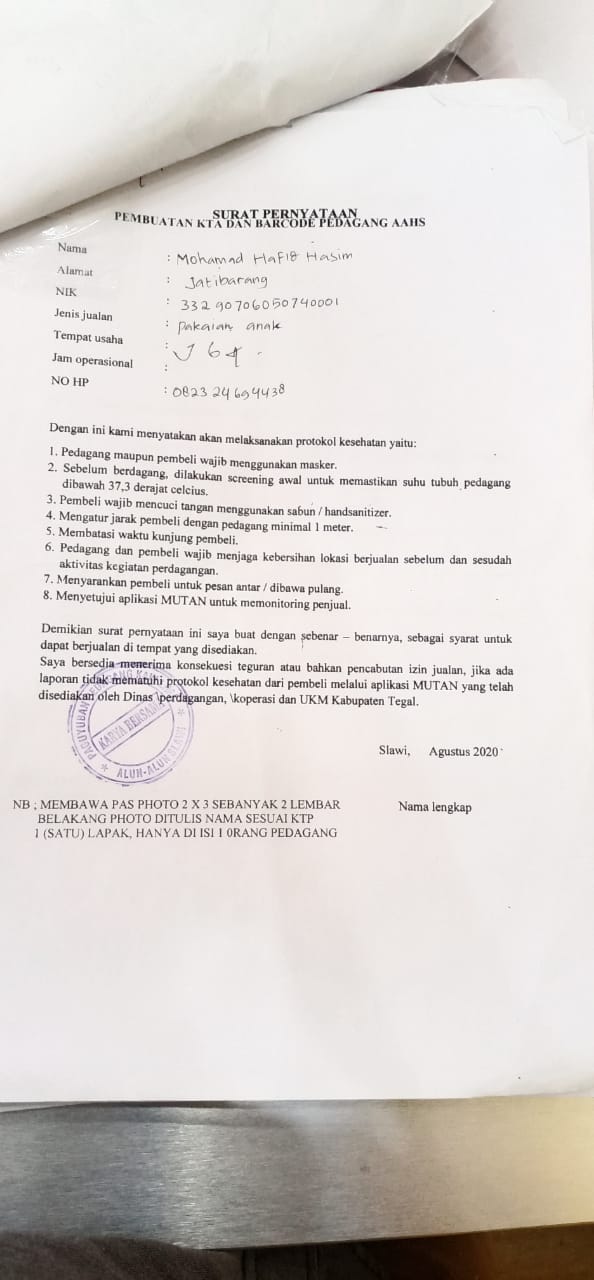 SURAT PERNYATAAN
PEMBUATAN KTA DAN BARCODE PEDAGANG AAHS
Nama : Mohamad Hafid Hasim
Alamat : Jatibarang
NIK : 332 90706050740001
Jenis jualan : Pakaian anak
Tempat usaha :
Jam operasional :
NO HP : 0823 24694438
Dengan ini kami menyatakan akan melaksanakan protokol kesehatan yaitu:
1. Pedagang maupun pembeli wajib menggunakan masker.
2. Sebelum berdagang, dilakukan screening awal untuk memastikan suhu tubuh pedagang
dibawah 37,3 derajat celcius.
3. Pembeli wajib mencuci tangan menggunakan sabun / handsanitizer.
4. Mengatur jarak pembeli dengan pedagang minimal 1 meter.
5. Membatasi waktu kunjung pembeli.
6. Pedagang dan pembeli wajib menjaga kebersihan lokasi berjualan sebelum dan sesudah
aktivitas kegiatan perdagangan.
7. Menyarankan pembeli untuk pesan antar / dibawa pulang.
8. Menyetujui aplikasi MUTAN untuk memonitoring penjual.
Demikian surat pernyataan ini saya buat dengan sebenar – benarnya, sebagai syarat untuk
dapat berjualan di tempat yang disediakan.
Saya bersedia menerima konsekuesi teguran atau bahkan pencabutan izin jualan, jika ada
laporan tidak mematuhi protokol kesehatan dari pembeli melalui aplikasi MUTAN yang telah
disediakan oleh Dinas \perdagangan, \koperasi dan UKM Kabupaten Tegal.
PAGUYUBAN PEDAGANG
KARYA BERSAMA
ALUN-ALUN SLAWI
Slawi, Agustus 2020
Nama lengkap
NB ; MEMBAWA PAS PHOTO 2 X 3 SEBANYAK 2 LEMBAR
BELAKANG PHOTO DITULIS NAMA SESUAI KTP
1 (SATU) LAPAK, HANYA DI ISI 1 0RANG PEDAGANG